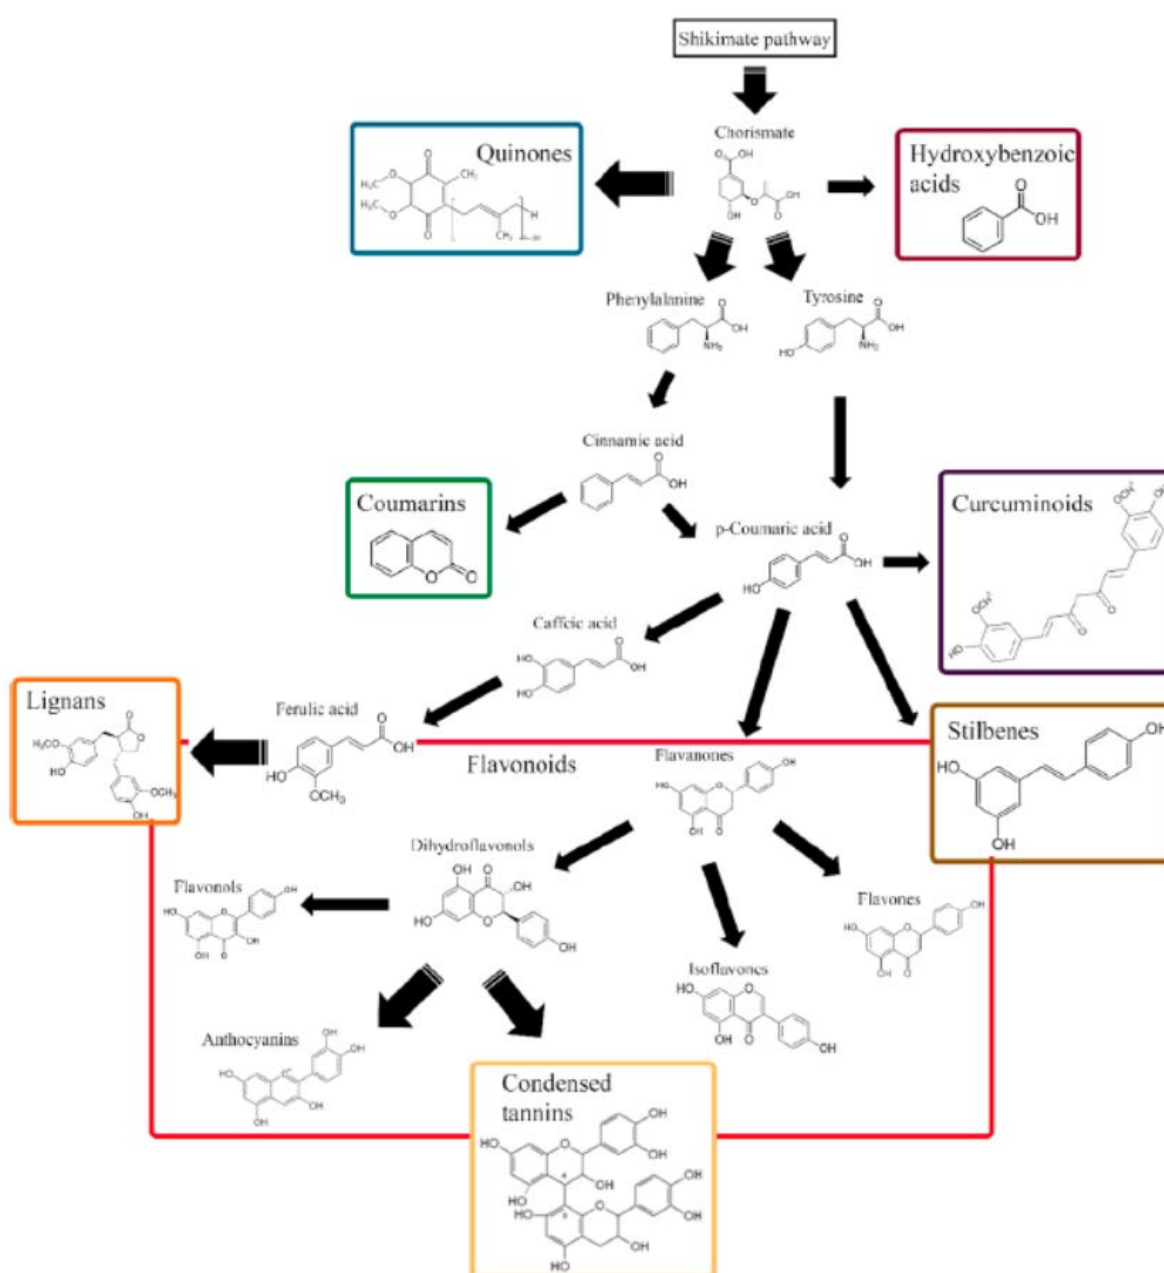 Shikimate pathway
Chorismate
Quinones
Hydroxybenzoic
acids
Phenylalanine
Tyrosine
Cinnamic acid
Coumarins
p-Coumaric acid
Curcuminoids
Caffeic acid
Lignans
Ferulic acid
Stilbenes
Flavonoids
Flavanones
Dihydroflavonols
Flavonols
Flavones
Isoflavones
Anthocyanins
Condensed
tannins